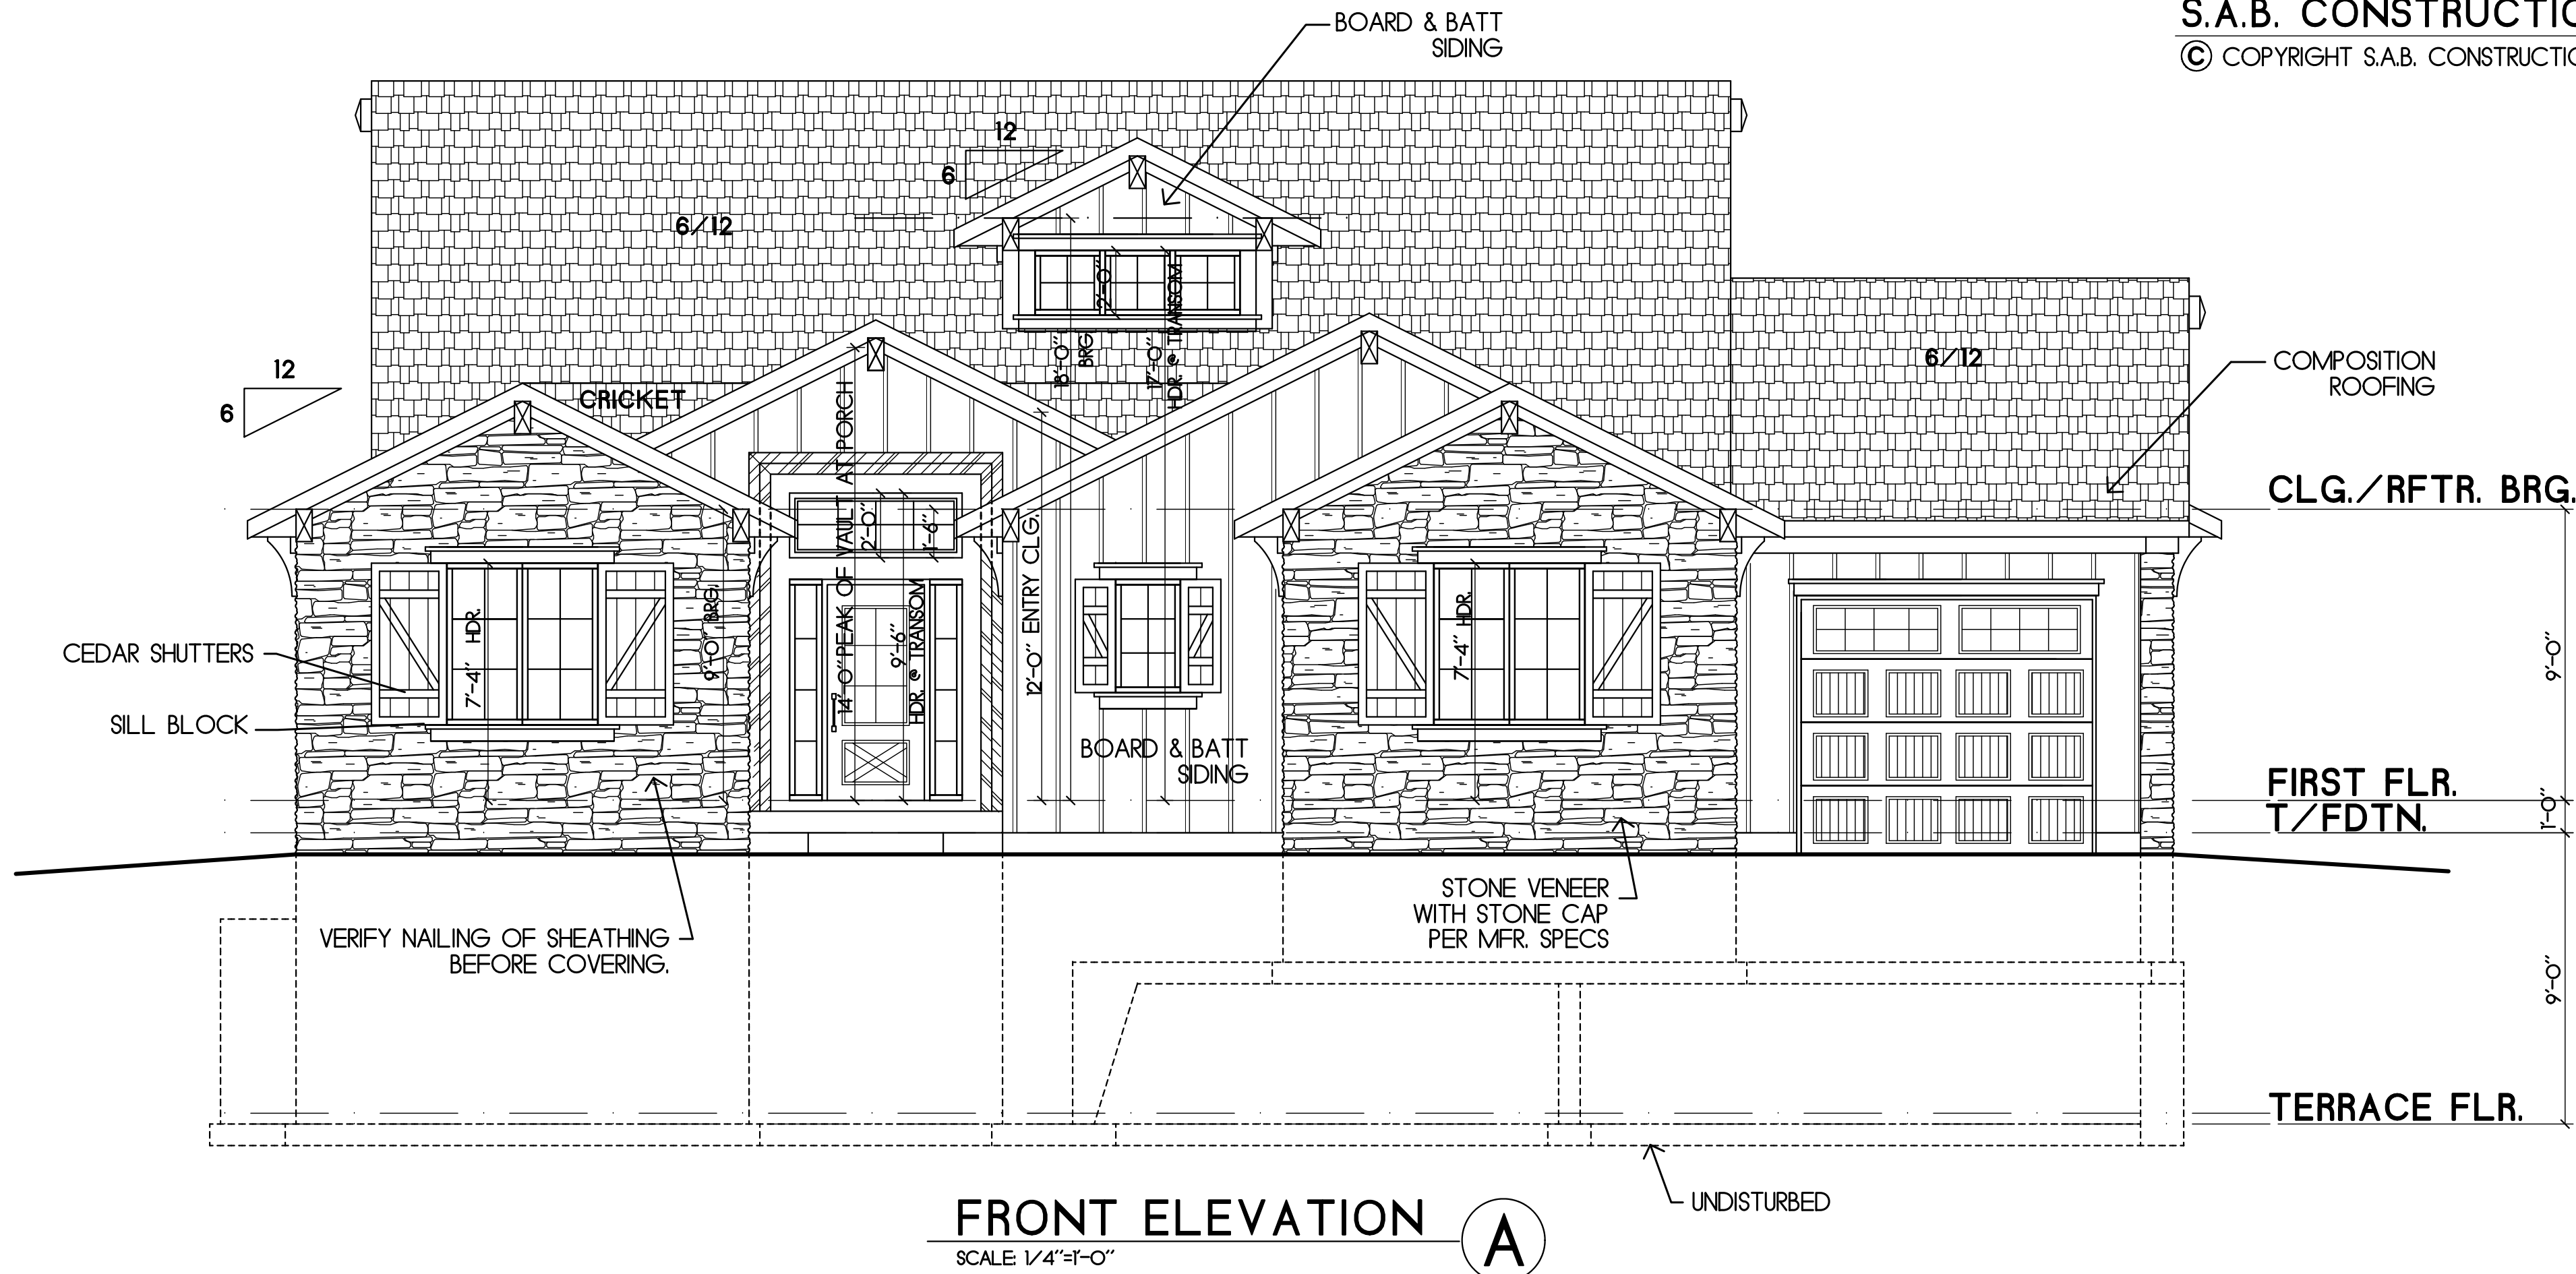 S.A.B. CONSTRUCTIO
© COPYRIGHT S.A.B. CONSTRUCTIO
BOARD & BATT
SIDING
12
6
6/12
2'-0"
18'-0"
BRG
17'-0"
HDR. @ TRANSOM
12
6
CRICKET
6/12
COMPOSITION
ROOFING
CLG./RFTR. BRG.
14'-0" PEAK OF VAULT AT PORCH
2'-0"
1'-6"
9'-6"
HDR. @ TRANSOM
12'-0" ENTRY CLG.
9'-0" BRG.
7'-4" HDR.
7'-4" HDR.
CEDAR SHUTTERS
SILL BLOCK
BOARD & BATT
SIDING
9'-0"
FIRST FLR.
T/FDTN.
1'-0"
STONE VENEER
WITH STONE CAP
PER MFR. SPECS
VERIFY NAILING OF SHEATHING
BEFORE COVERING.
9'-0"
TERRACE FLR.
UNDISTURBED
FRONT ELEVATION
A
SCALE: 1/4"=1'-0"